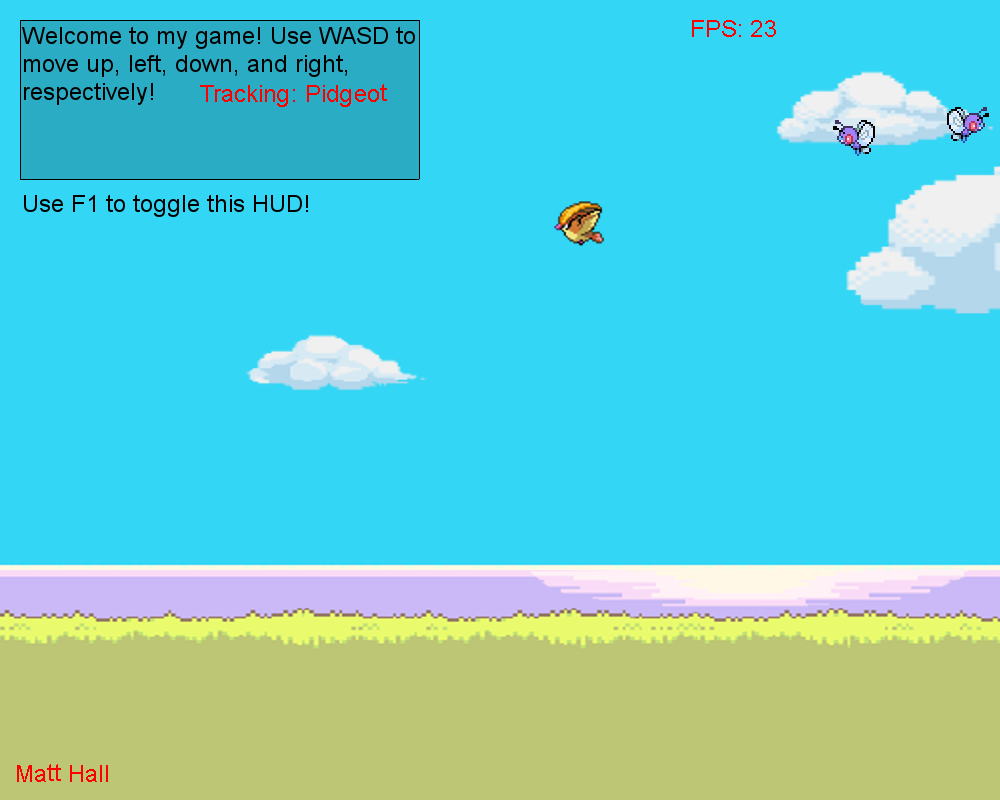 FPS: 23
Welcome to my game! Use WASD to
move up, left, down, and right,
respectively!
Tracking: Pidgeot
Use F1 to toggle this HUD!
Matt Hall